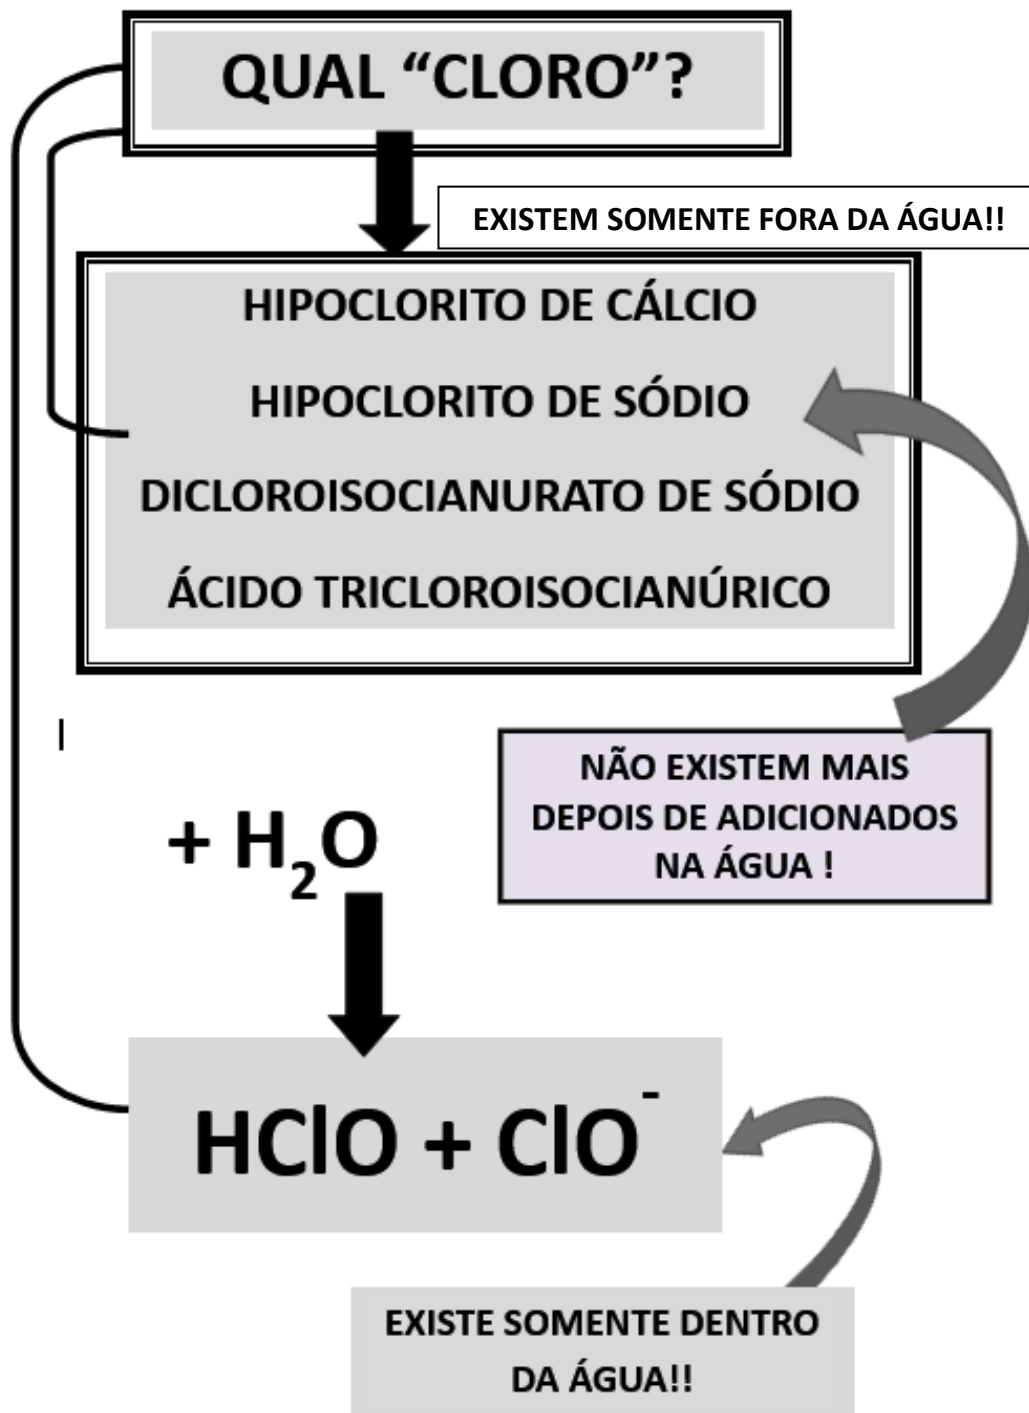 QUAL “CLORO”?
EXISTEM SOMENTE FORA DA ÁGUA!!
HIPOCLORITO DE CÁLCIO
HIPOCLORITO DE SÓDIO
DICLOROISOCIANURATO DE SÓDIO
ÁCIDO TRICLOROISOCIANÚRICO
NÃO EXISTEM MAIS
DEPOIS DE ADICIONADOS
NA ÁGUA !
+ H₂O
HClO + ClO⁻
EXISTE SOMENTE DENTRO
DA ÁGUA!!